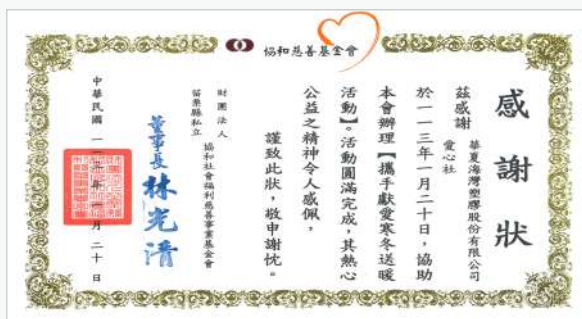 協和慈善基金會
感謝狀
茲感謝
華夏海灣塑膠股份有限公司
愛心社
於一一三年一月二十日，協助
本會辦理【攜手獻愛寒冬送暖
活動】。活動圓滿完成，其熱心
公益之精神令人感佩，
謹致此狀，敬申謝忱。
財團法人
苗栗縣私立
協和社會福利慈善事業基金會
董事長 林光清
中華民國一一三年一月二十日